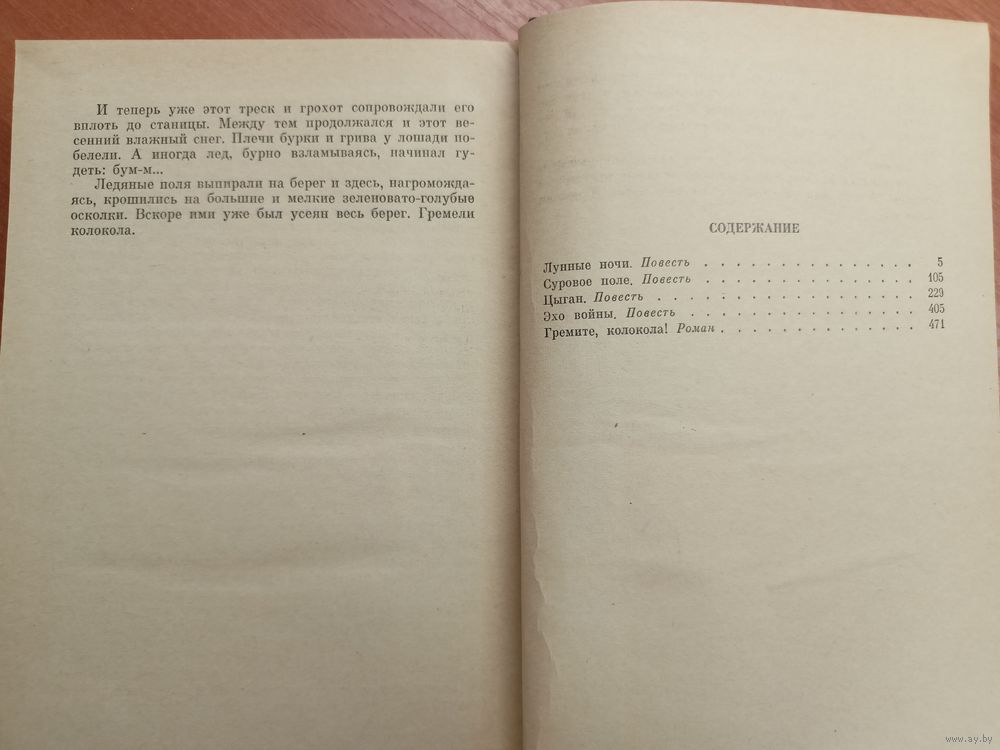 И теперь уже этот треск и грохот сопровождали его
вплоть до станицы. Между тем продолжался и этот ве-
сенний влажный снег. Плечи бурки и грива у лошади по-
белели. А иногда лед, бурно взламываясь, начинал гу-
деть: бум-м...
Ледяные поля выпирали на берег и здесь, нагроможда-
ясь, крошились на большие и мелкие зеленовато-голубые
осколки. Вскоре ими уже был усеян весь берег. Гремели
колокола.
СОДЕРЖАНИЕ
Лунные ночи. Повесть . . . . . . . . . . . . . . . 5
Суровое поле. Повесть . . . . . . . . . . . . . . . 105
Цыган. Повесть . . . . . . . . . . . . . . . . . . 229
Эхо войны. Повесть . . . . . . . . . . . . . . . . 405
Гремите, колокола! Роман . . . . . . . . . . . . . . 471
www.ay.by